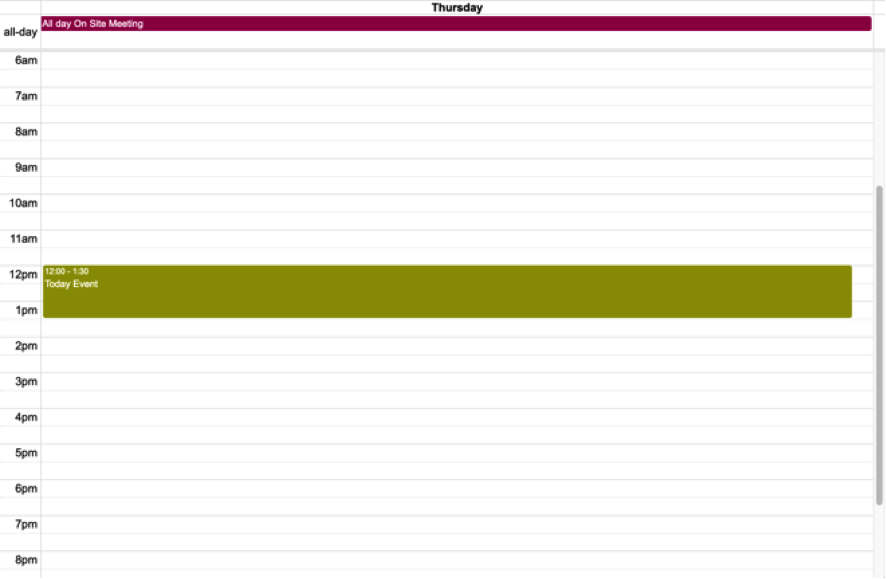 Thursday
all-day
All day On Site Meeting
6am
7am
8am
9am
10am
11am
12pm
12:00 - 1:30
Today Event
1pm
2pm
3pm
4pm
5pm
6pm
7pm
8pm